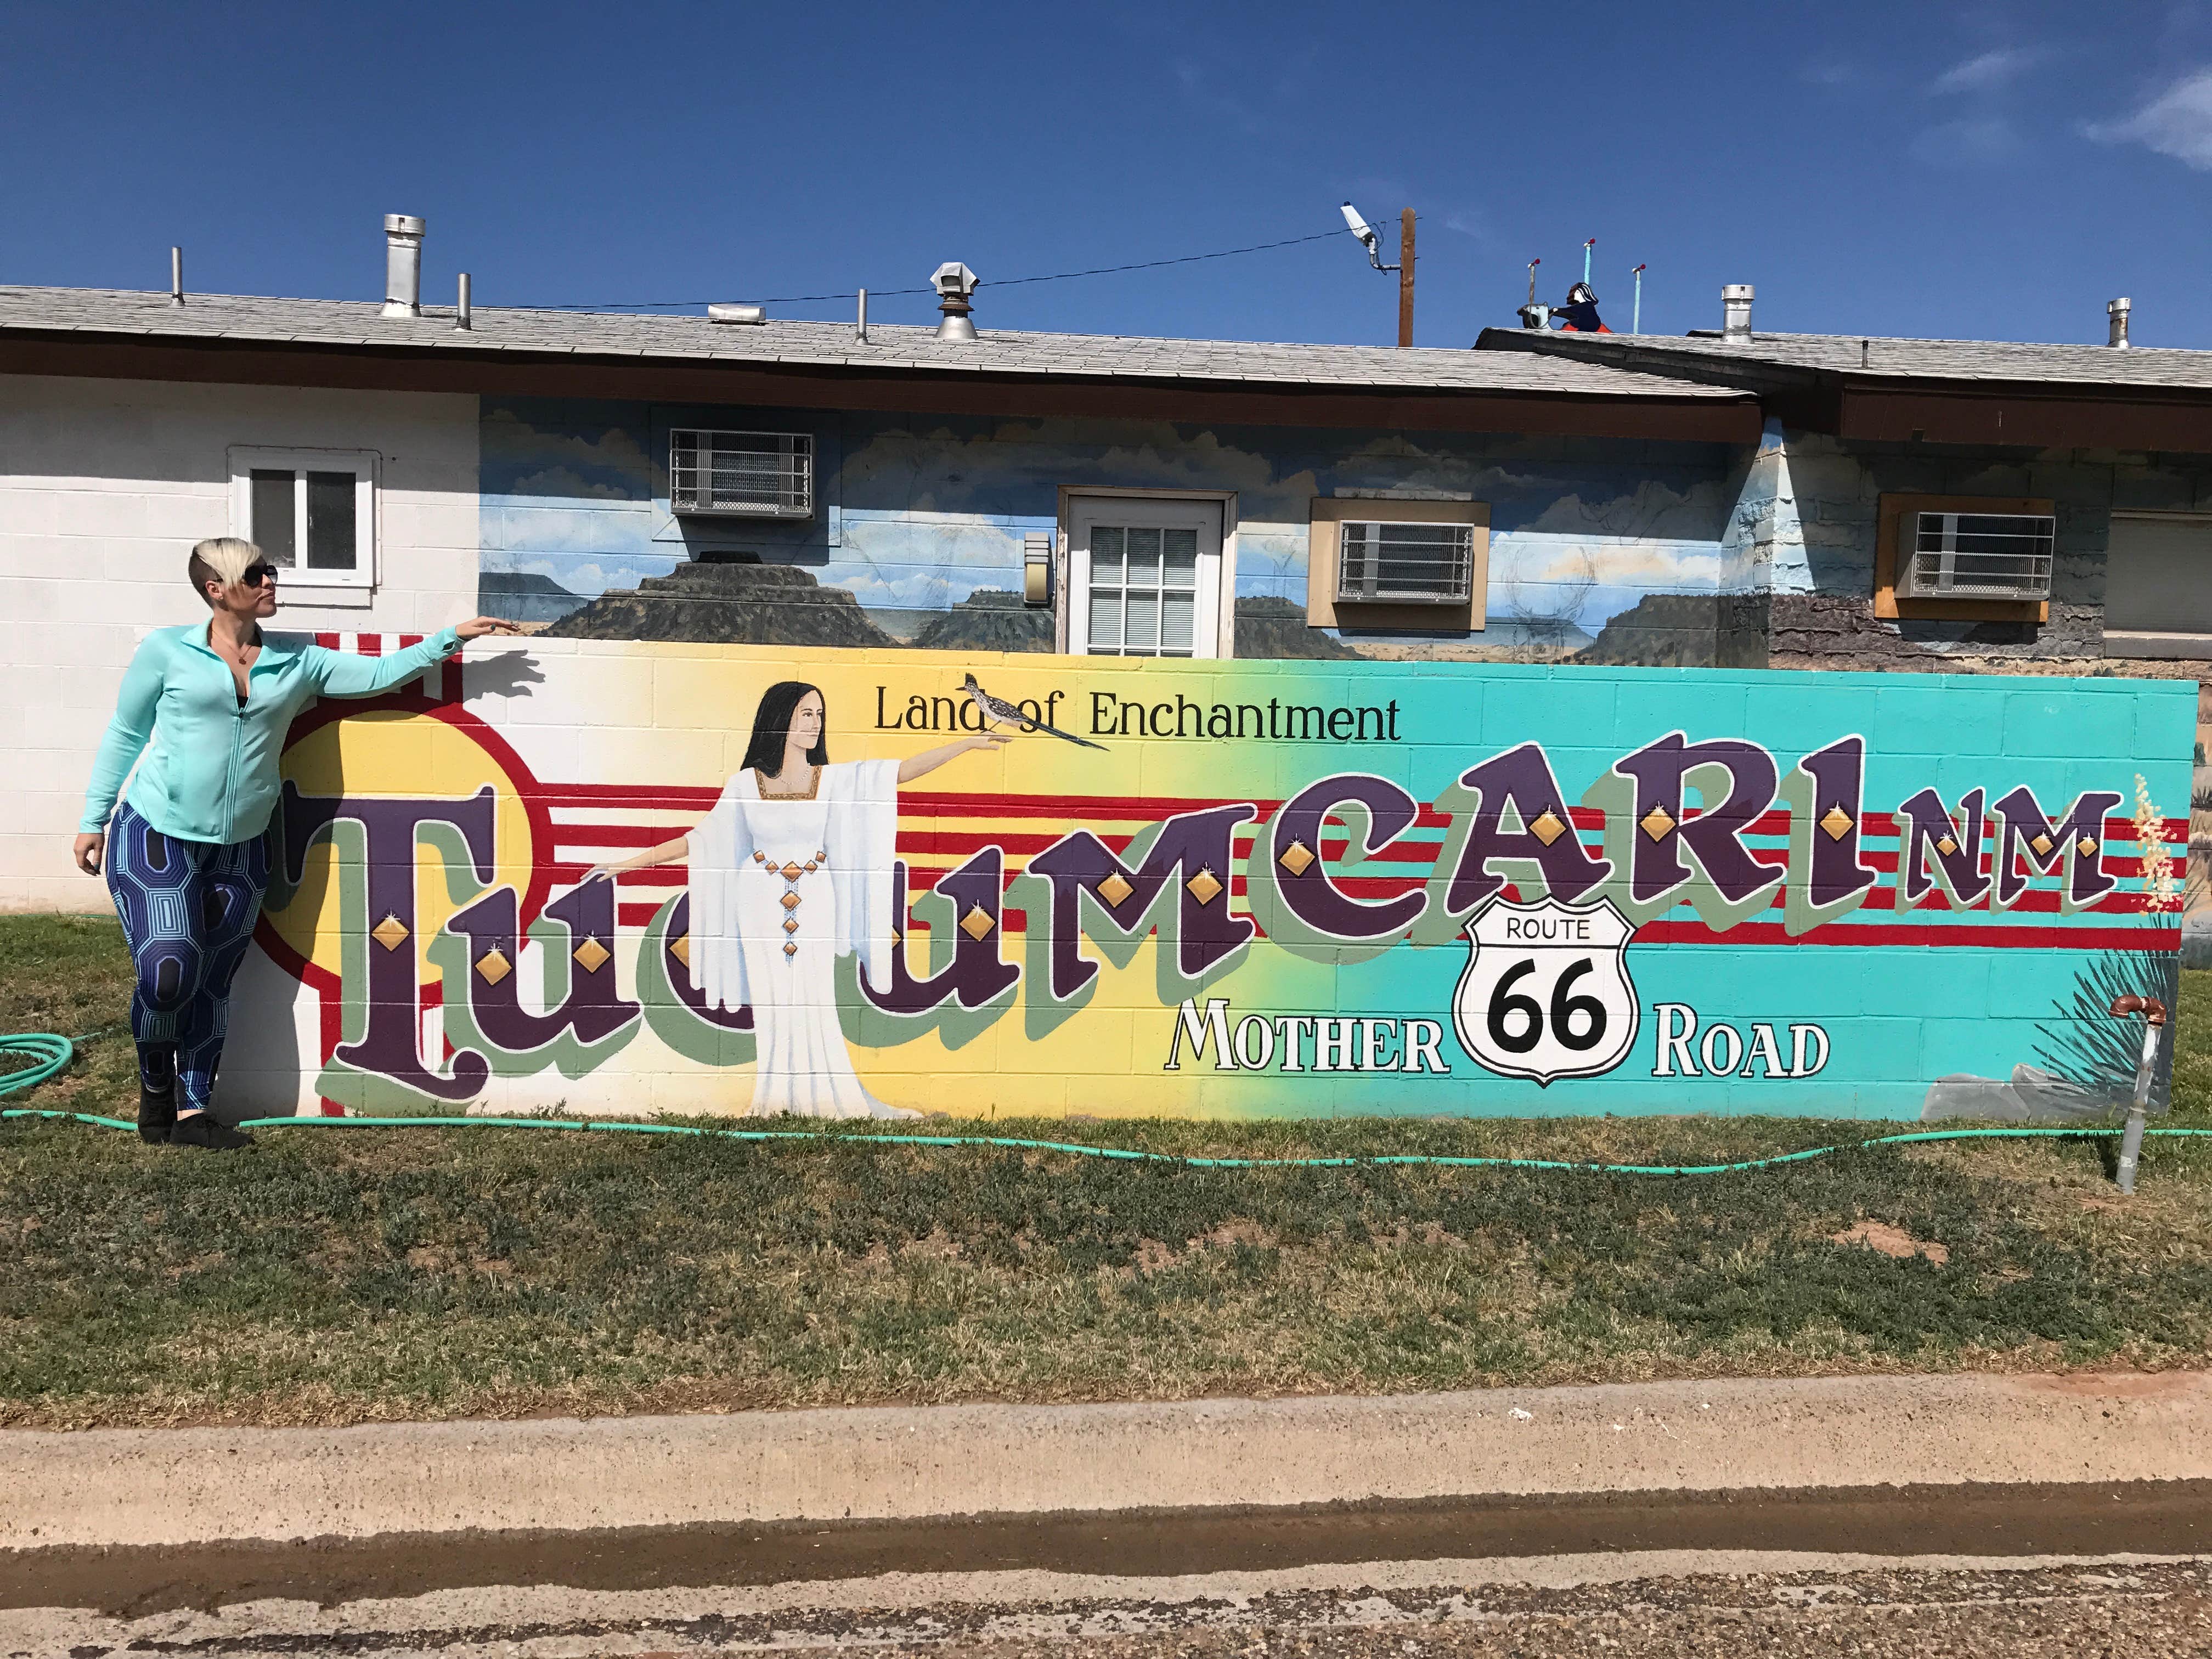 Land of Enchantment
TucumCARI NM
ROUTE
66
MOTHER ROAD